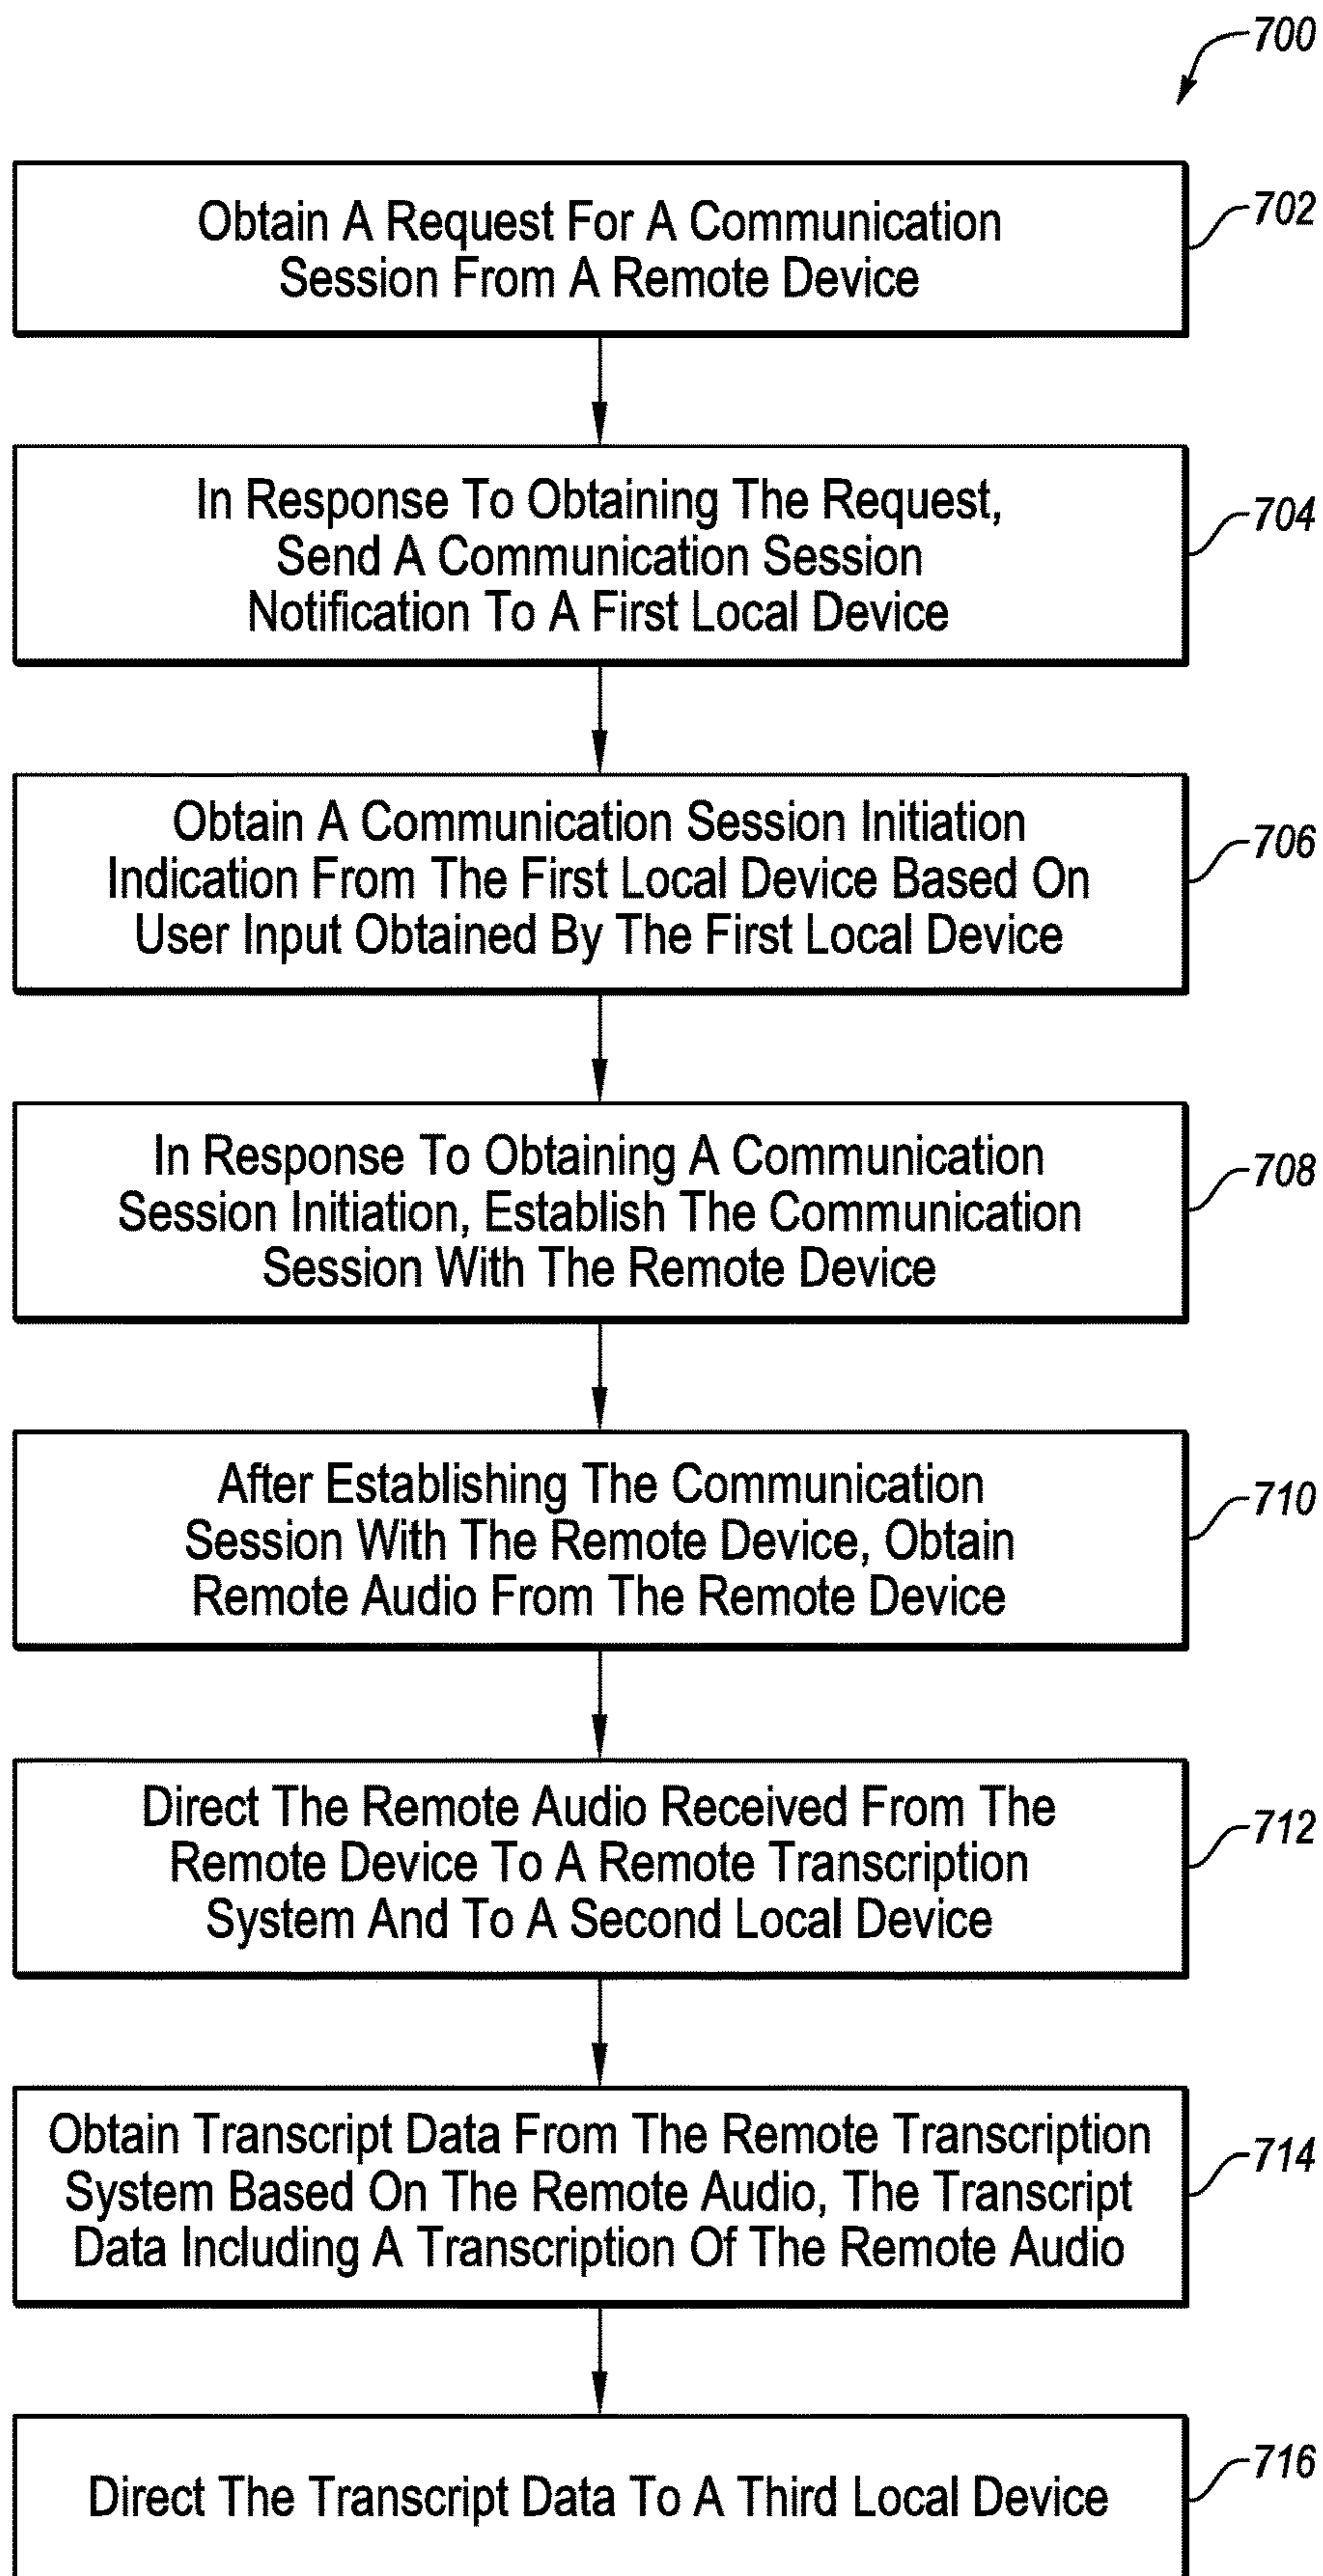 700
Obtain A Request For A Communication
Session From A Remote Device
702
In Response To Obtaining The Request,
Send A Communication Session
Notification To A First Local Device
704
Obtain A Communication Session Initiation
Indication From The First Local Device Based On
User Input Obtained By The First Local Device
706
In Response To Obtaining A Communication
Session Initiation, Establish The Communication
Session With The Remote Device
708
After Establishing The Communication
Session With The Remote Device, Obtain
Remote Audio From The Remote Device
710
Direct The Remote Audio Received From The
Remote Device To A Remote Transcription
System And To A Second Local Device
712
Obtain Transcript Data From The Remote Transcription
System Based On The Remote Audio, The Transcript
Data Including A Transcription Of The Remote Audio
714
Direct The Transcript Data To A Third Local Device
716